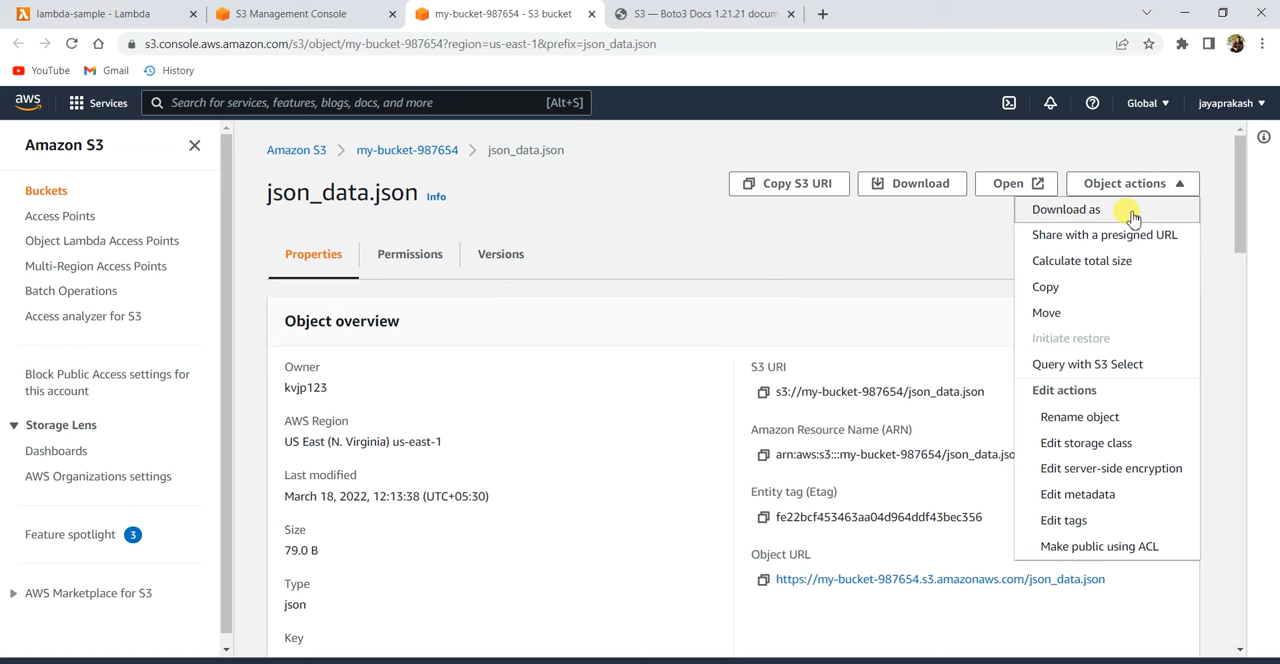 lambda-sample - Lambda
S3 Management Console
my-bucket-987654 - S3 bucket
S3 — Boto3 Docs 1.21.21 docum
s3.console.aws.amazon.com/s3/object/my-bucket-987654?region=us-east-1&prefix=json_data.json
YouTube
Gmail
History
aws
Services
Search for services, features, blogs, docs, and more
[Alt+S]
Global
jayaprakash
Amazon S3
Buckets
Access Points
Object Lambda Access Points
Multi-Region Access Points
Batch Operations
Access analyzer for S3
Block Public Access settings for
this account
Storage Lens
Dashboards
AWS Organizations settings
Feature spotlight 3
AWS Marketplace for S3
Amazon S3 > my-bucket-987654 > json_data.json
json_data.json Info
Copy S3 URI
Download
Open
Object actions
Properties
Permissions
Versions
Object overview
Owner
kvjp123
AWS Region
US East (N. Virginia) us-east-1
Last modified
March 18, 2022, 12:13:38 (UTC+05:30)
Size
79.0 B
Type
json
Key
S3 URI
s3://my-bucket-987654/json_data.json
Amazon Resource Name (ARN)
arn:aws:s3:::my-bucket-987654/json_data.jso
Entity tag (Etag)
fe22bcf453463aa04d964ddf43bec356
Object URL
https://my-bucket-987654.s3.amazonaws.com/json_data.json
Download as
Share with a presigned URL
Calculate total size
Copy
Move
Initiate restore
Query with S3 Select
Edit actions
Rename object
Edit storage class
Edit server-side encryption
Edit metadata
Edit tags
Make public using ACL